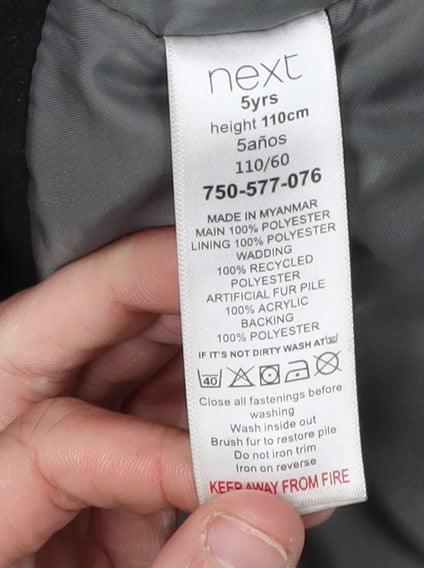 next
5yrs
height 110cm
5años
110/60
750-577-076
MADE IN MYANMAR
MAIN 100% POLYESTER
LINING 100% POLYESTER
WADDING
100% RECYCLED
POLYESTER
ARTIFICIAL FUR PILE
100% ACRYLIC
BACKING
100% POLYESTER
IF IT'S NOT DIRTY WASH AT
40
Close all fastenings before
washing
Wash inside out
Brush fur to restore pile
Do not iron trim
Iron on reverse
KEEP AWAY FROM FIRE